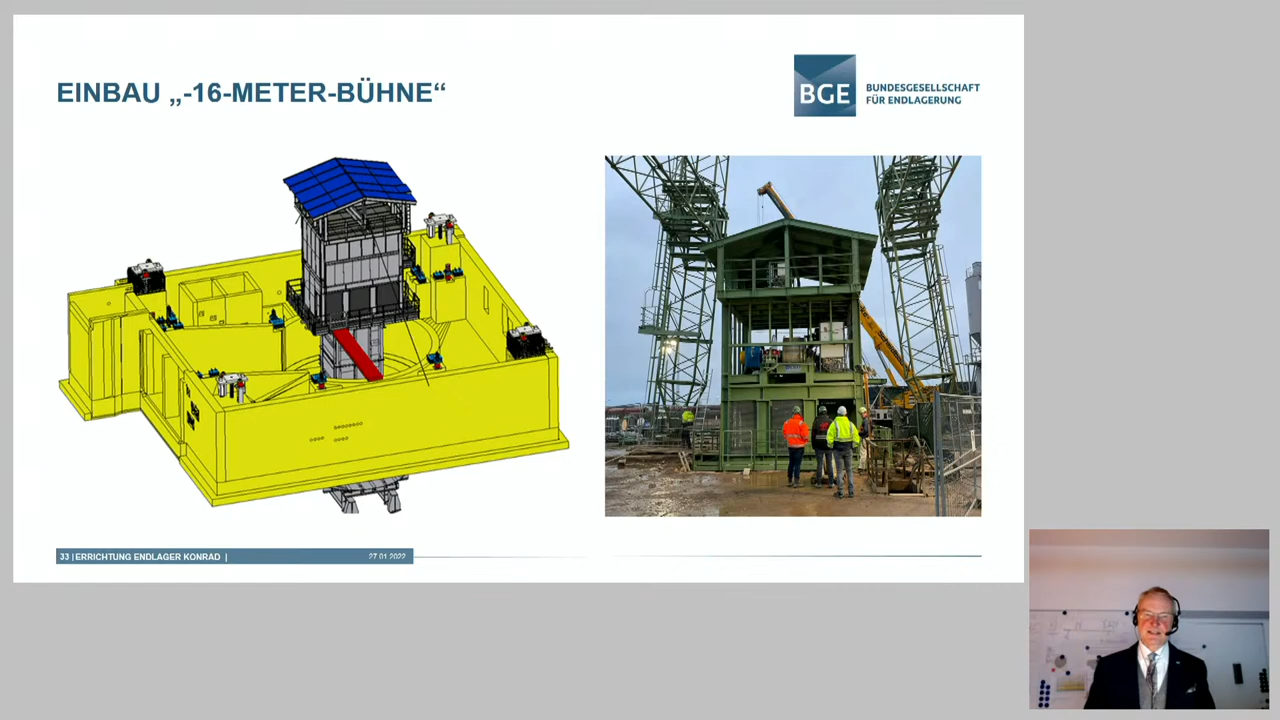 EINBAU „-16-METER-BÜHNE“
BGE
BUNDESGESELLSCHAFT
FÜR ENDLAGERUNG
33 | ERRICHTUNG ENDLAGER KONRAD |
27.01.2022